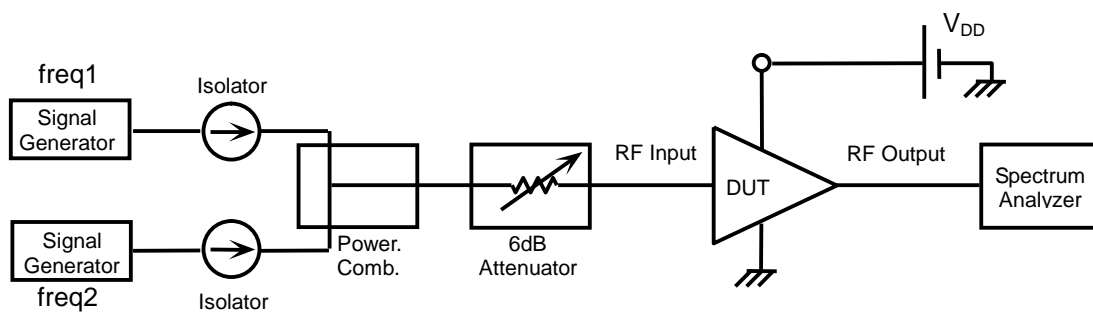 V_DD
freq1
Isolator
Signal
Generator
RF Input
RF Output
DUT
Spectrum
Analyzer
Signal
Generator
Power.
Comb.
6dB
Attenuator
freq2
Isolator